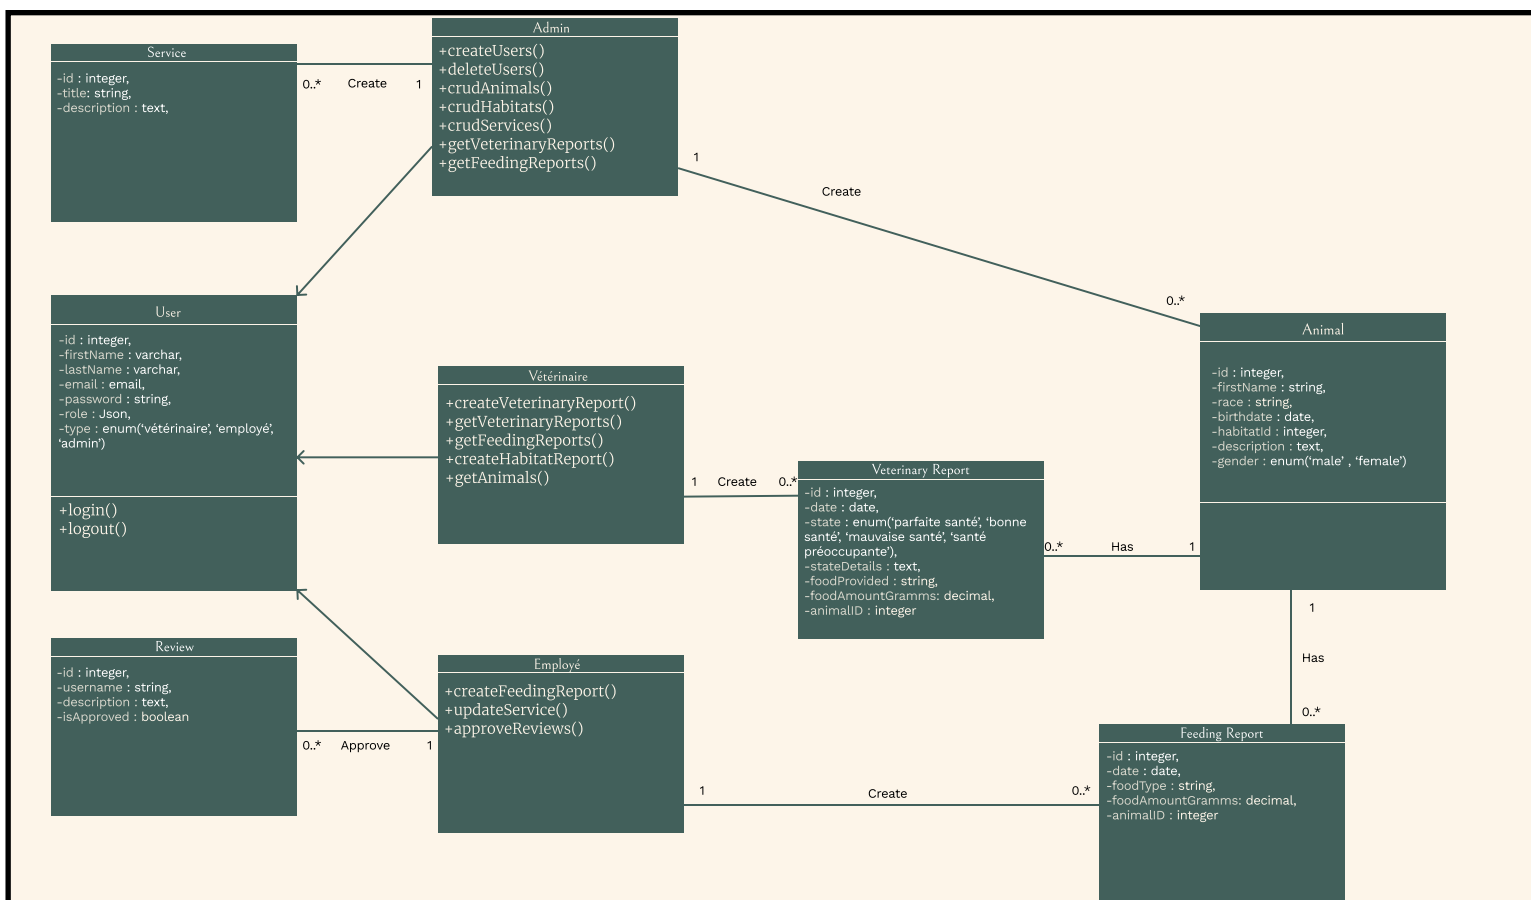 Admin
+createUsers()
+deleteUsers()
+crudAnimals()
+crudHabitats()
+crudServices()
+getVeterinaryReports()
+getFeedingReports()
Service
-id : integer,
-title: string,
-description : text,
0..*
Create
1
1
Create
0..*
User
-id : integer,
-firstName : varchar,
-lastName : varchar,
-email : email,
-password : string,
-role : Json,
-type : enum(‘vétérinaire’, ‘employé’,
‘admin’)
+login()
+logout()
Vétérinaire
+createVeterinaryReport()
+getVeterinaryReports()
+getFeedingReports()
+createHabitatReport()
+getAnimals()
1
Create
0..*
Veterinary Report
-id : integer,
-date : date,
-state : enum(‘parfaite santé’, ‘bonne
santé’, ‘mauvaise santé’, ‘santé
préoccupante’),
-stateDetails : text,
-foodProvided : string,
-foodAmountGramms: decimal,
-animalID : integer
0..*
Has
1
Animal
-id : integer,
-firstName : string,
-race : string,
-birthdate : date,
-habitatId : integer,
-description : text,
-gender : enum(‘male’ , ‘female’)
1
Has
0..*
Review
-id : integer,
-username : string,
-description : text,
-isApproved : boolean
0..*
Approve
1
Employé
+createFeedingReport()
+updateService()
+approveReviews()
1
Create
0..*
Feeding Report
-id : integer,
-date : date,
-foodType : string,
-foodAmountGramms: decimal,
-animalID : integer